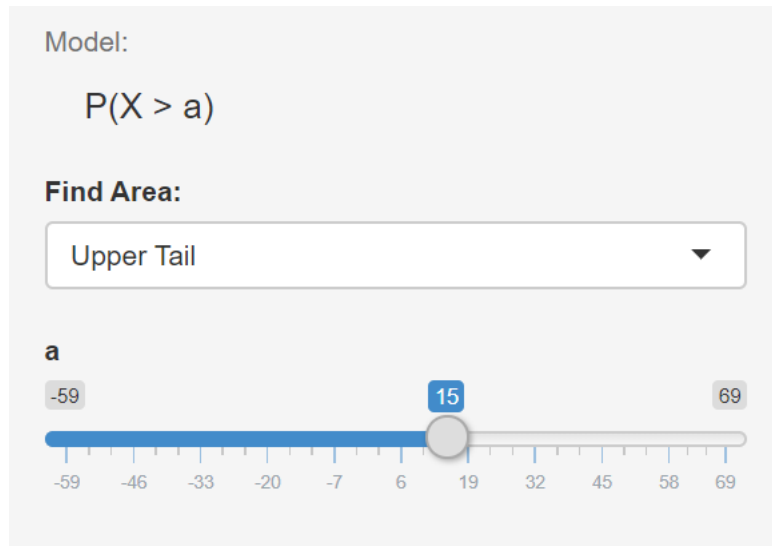 Model:
P(X > a)
Find Area:
Upper Tail
a
-59 15 69
-59 -46 -33 -20 -7 6 19 32 45 58 69